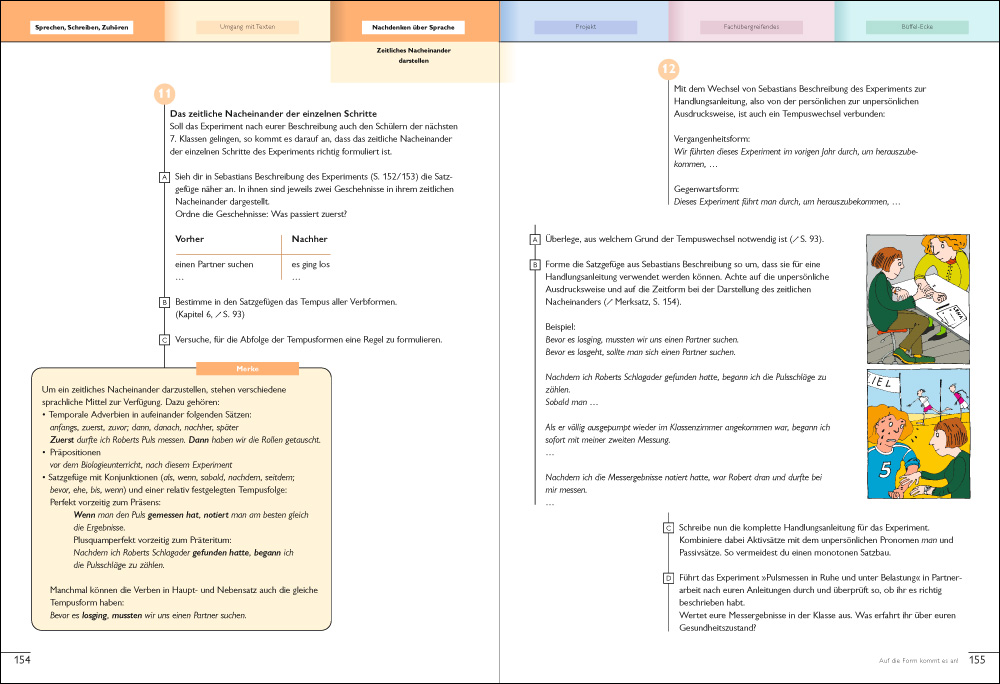 Sprechen, Schreiben, Zuhören
Umgang mit Texten
Nachdenken über Sprache
Projekt
Fachübergreifendes
Büffel-Ecke
Zeitliches Nacheinander
darstellen
11
Das zeitliche Nacheinander der einzelnen Schritte
Soll das Experiment nach eurer Beschreibung auch den Schülern der nächsten
7. Klassen gelingen, so kommt es darauf an, dass das zeitliche Nacheinander
der einzelnen Schritte des Experiments richtig formuliert ist.
A Sieh dir in Sebastians Beschreibung des Experiments (S. 152/153) die Satz-
gefüge näher an. In ihnen sind jeweils zwei Geschehnisse in ihrem zeitlichen
Nacheinander dargestellt.
Ordne die Geschehnisse: Was passiert zuerst?
Vorher Nachher
einen Partner suchen es ging los
… …
B Bestimme in den Satzgefügen das Tempus aller Verbformen.
(Kapitel 6, ↗S. 93)
C Versuche, für die Abfolge der Tempusformen eine Regel zu formulieren.
Merke
Um ein zeitliches Nacheinander darzustellen, stehen verschiedene
sprachliche Mittel zur Verfügung. Dazu gehören:
• Temporale Adverbien in aufeinander folgenden Sätzen:
anfangs, zuerst, zuvor; dann, danach, nachher, später
Zuerst durfte ich Roberts Puls messen. Dann haben wir die Rollen getauscht.
• Präpositionen
vor dem Biologieunterricht, nach diesem Experiment
• Satzgefüge mit Konjunktionen (als, wenn, sobald, nachdem, seitdem;
bevor, ehe, bis, wenn) und einer relativ festgelegten Tempusfolge:
Perfekt vorzeitig zum Präsens:
Wenn man den Puls gemessen hat, notiert man am besten gleich
die Ergebnisse.
Plusquamperfekt vorzeitig zum Präteritum:
Nachdem ich Roberts Schlagader gefunden hatte, begann ich
die Pulsschläge zu zählen.
Manchmal können die Verben in Haupt- und Nebensatz auch die gleiche
Tempusform haben:
Bevor es losging, mussten wir uns einen Partner suchen.
154
12
Mit dem Wechsel von Sebastians Beschreibung des Experiments zur
Handlungsanleitung, also von der persönlichen zur unpersönlichen
Ausdrucksweise, ist auch ein Tempuswechsel verbunden:
Vergangenheitsform:
Wir führten dieses Experiment im vorigen Jahr durch, um herauszube-
kommen, …
Gegenwartsform:
Dieses Experiment führt man durch, um herauszubekommen, …
A Überlege, aus welchem Grund der Tempuswechsel notwendig ist (↗S. 93).
B Forme die Satzgefüge aus Sebastians Beschreibung so um, dass sie für eine
Handlungsanleitung verwendet werden können. Achte auf die unpersönliche
Ausdrucksweise und auf die Zeitform bei der Darstellung des zeitlichen
Nacheinanders (↗Merksatz, S. 154).
Beispiel:
Bevor es losging, mussten wir uns einen Partner suchen.
Bevor es losgeht, sollte man sich einen Partner suchen.
Nachdem ich Roberts Schlagader gefunden hatte, begann ich die Pulsschläge zu
zählen.
Sobald man …
Als er völlig ausgepumpt wieder im Klassenzimmer angekommen war, begann ich
sofort mit meiner zweiten Messung.
…
Nachdem ich die Messergebnisse notiert hatte, war Robert dran und durfte bei
mir messen.
…
IEL
5
C Schreibe nun die komplette Handlungsanleitung für das Experiment.
Kombiniere dabei Aktivsätze mit dem unpersönlichen Pronomen man und
Passivsätze. So vermeidest du einen monotonen Satzbau.
D Führt das Experiment »Pulsmessen in Ruhe und unter Belastung« in Partner-
arbeit nach euren Anleitungen durch und überprüft so, ob ihr es richtig
beschrieben habt.
Wertet eure Messergebnisse in der Klasse aus. Was erfahrt ihr über euren
Gesundheitszustand?
Auf die Form kommt es an! 155